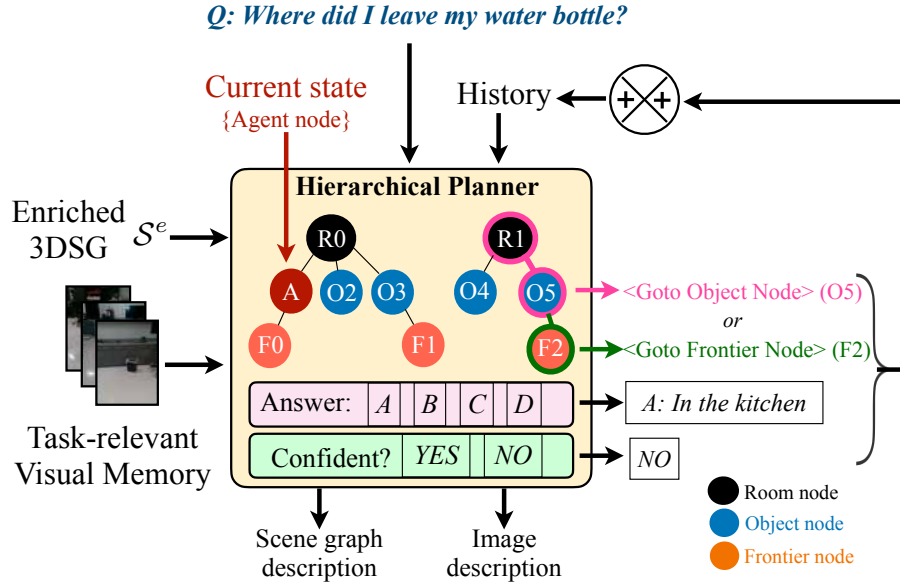 Q: Where did I leave my water bottle?
Current state
{Agent node}
History
Hierarchical Planner
Enriched
3DSG
S^e
R0
R1
A
O2
O3
O4
O5
F0
F1
F2
<Goto Object Node> (O5)
or
<Goto Frontier Node> (F2)
Task-relevant
Visual Memory
Answer: A B C D
A: In the kitchen
Confident? YES NO
NO
Room node
Object node
Frontier node
Scene graph
description
Image
description